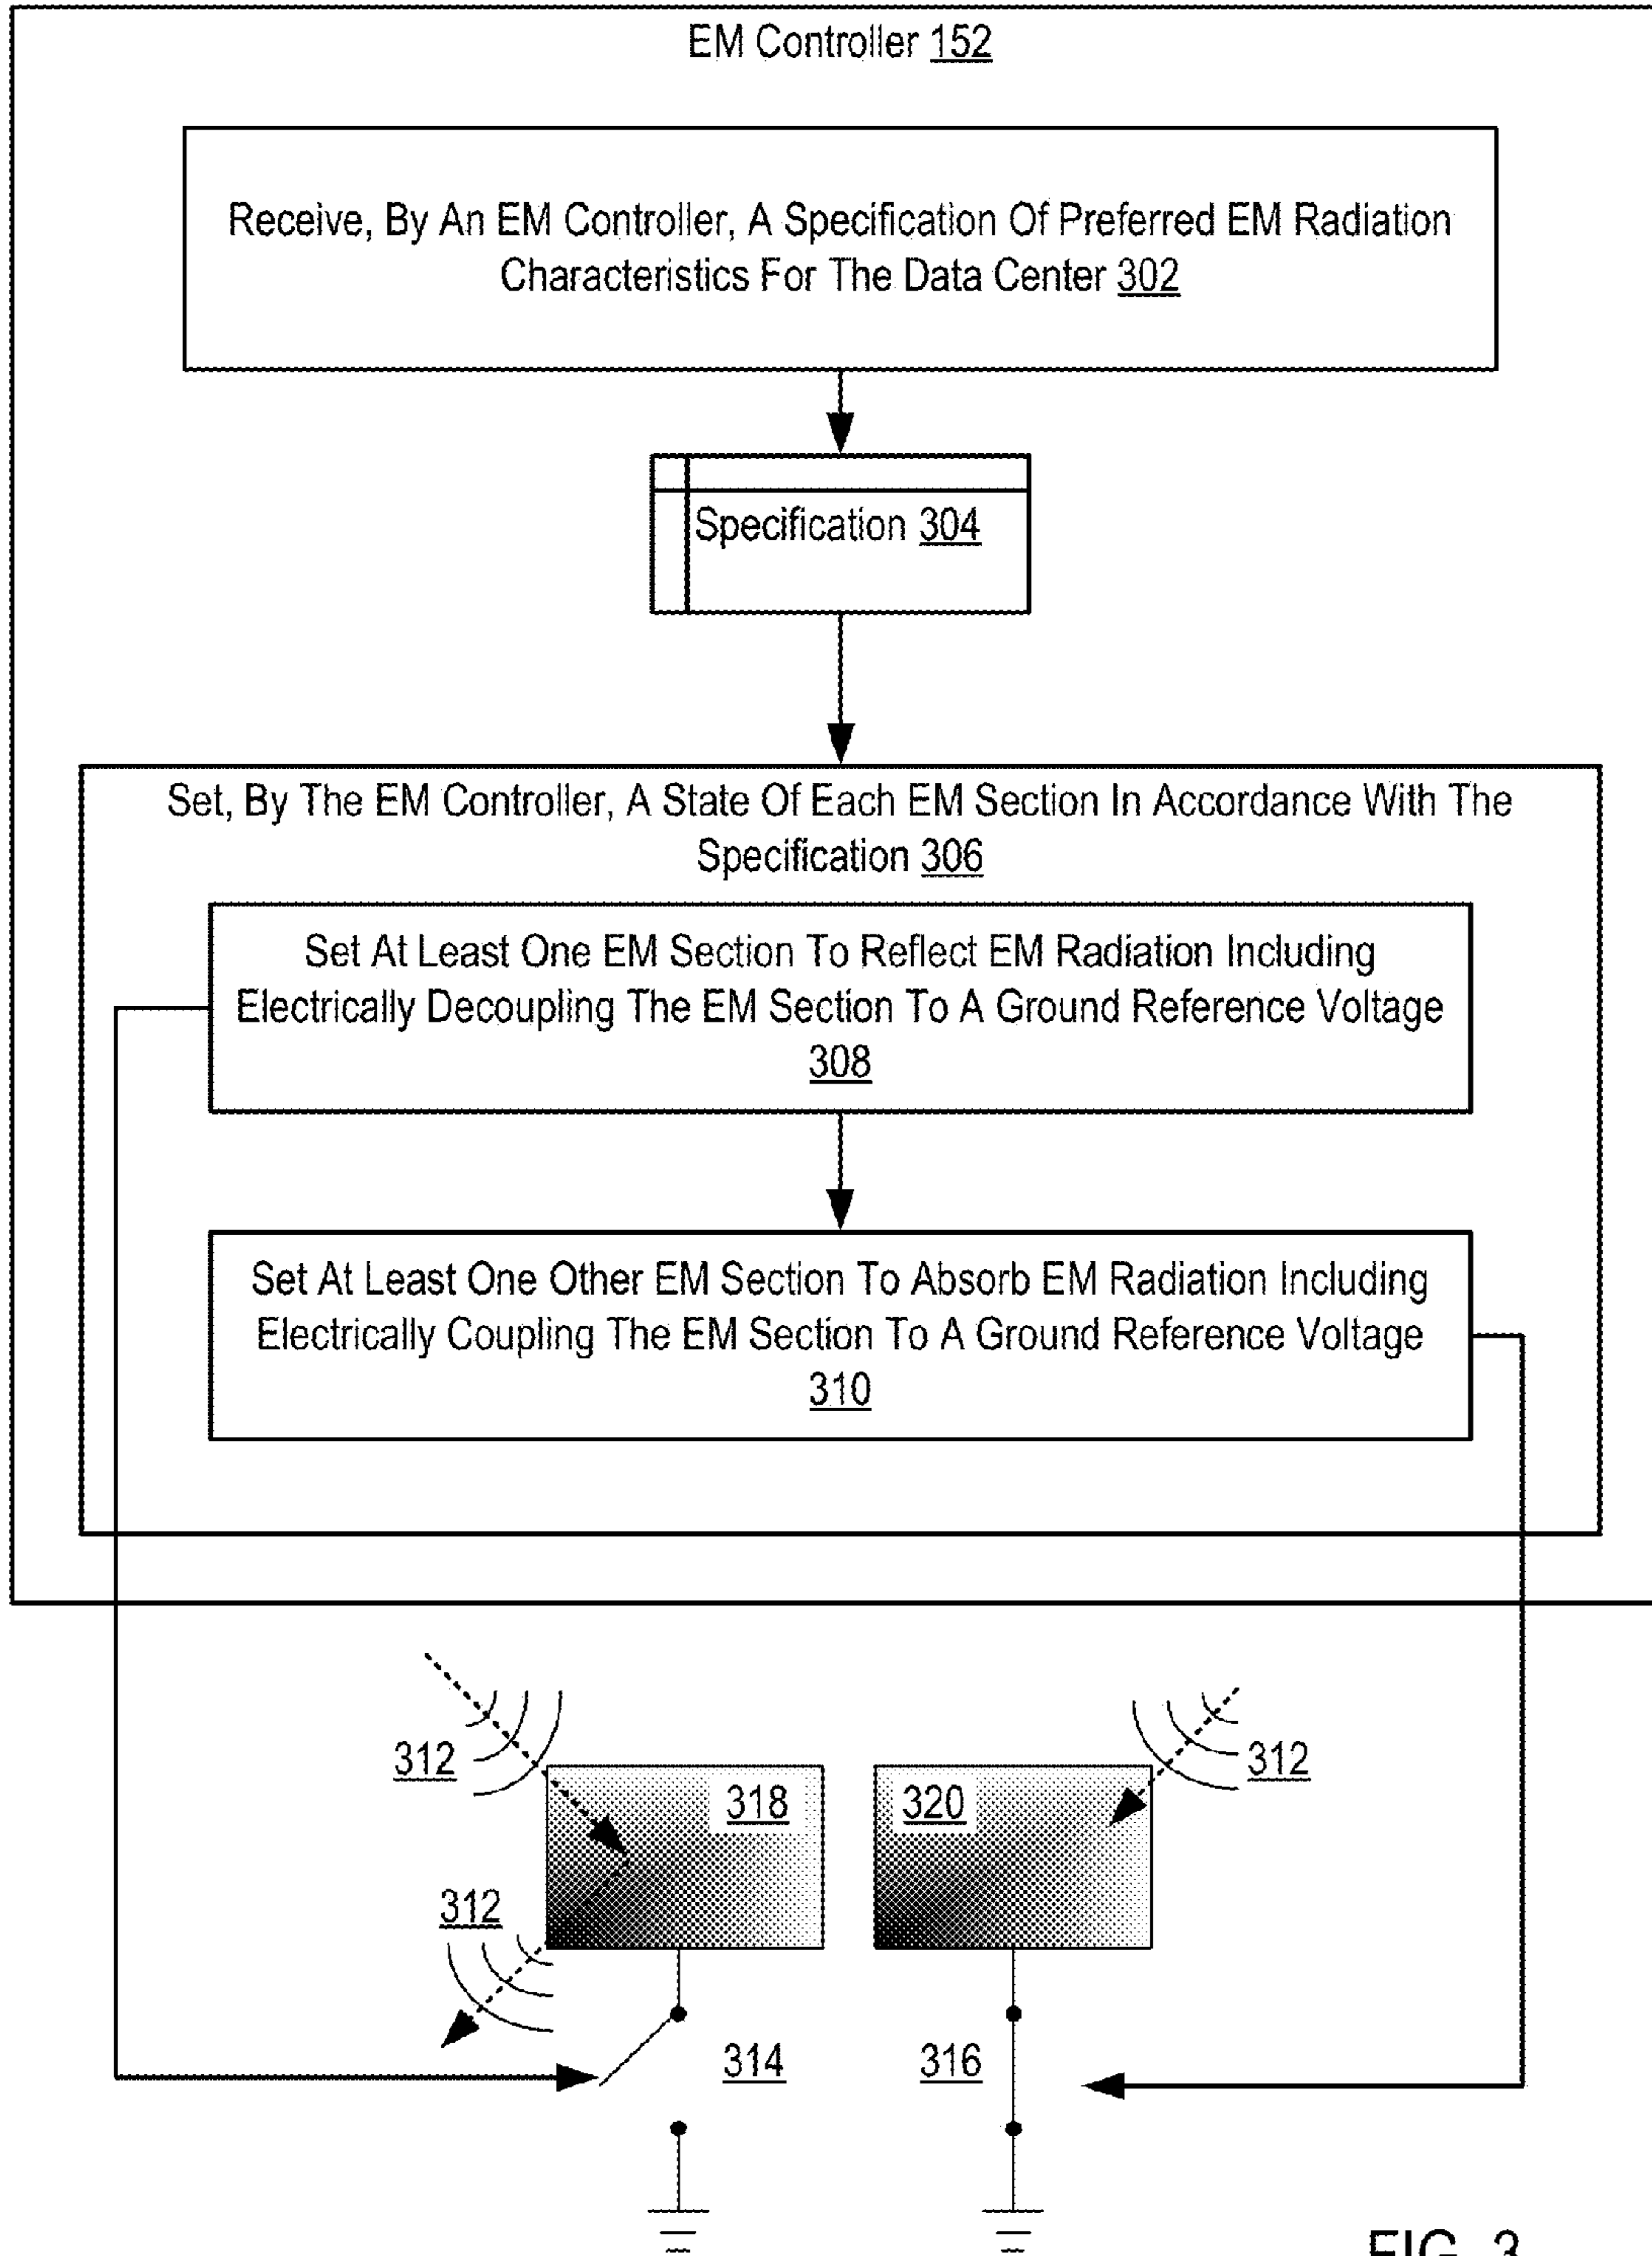 EM Controller 152
Receive, By An EM Controller, A Specification Of Preferred EM Radiation
Characteristics For The Data Center 302
Specification 304
Set, By The EM Controller, A State Of Each EM Section In Accordance With The
Specification 306
Set At Least One EM Section To Reflect EM Radiation Including
Electrically Decoupling The EM Section To A Ground Reference Voltage
308
Set At Least One Other EM Section To Absorb EM Radiation Including
Electrically Coupling The EM Section To A Ground Reference Voltage
310
312
312
318
320
312
314
316
FIG. 3